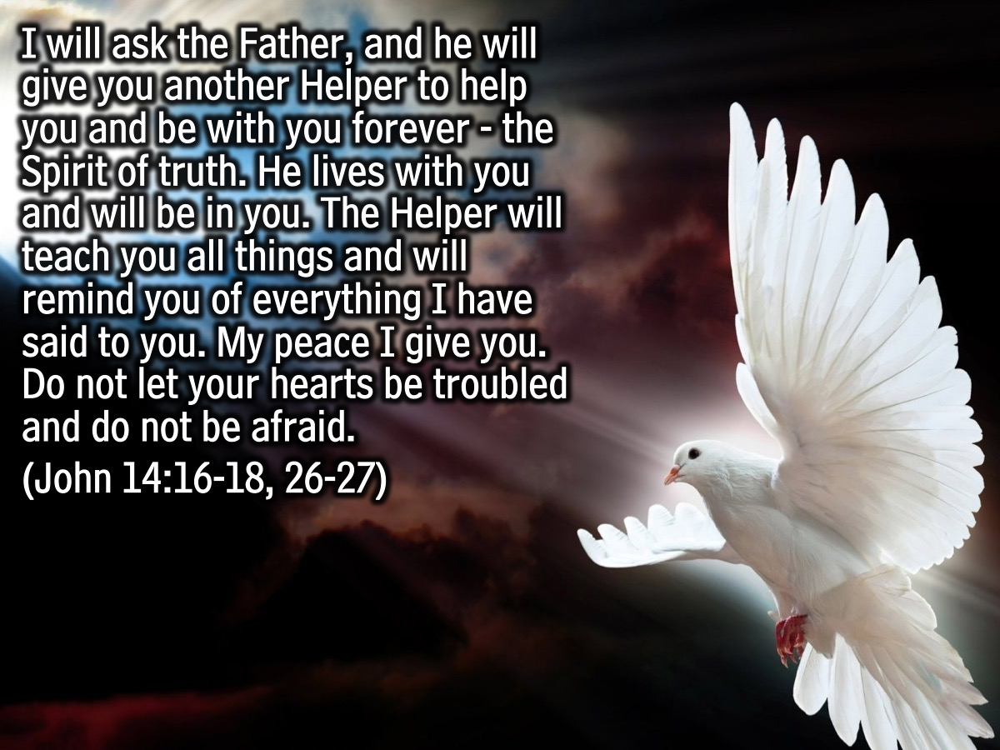 I will ask the Father, and he will
give you another Helper to help
you and be with you forever - the
Spirit of truth. He lives with you
and will be in you. The Helper will
teach you all things and will
remind you of everything I have
said to you. My peace I give you.
Do not let your hearts be troubled
and do not be afraid.
(John 14:16-18, 26-27)